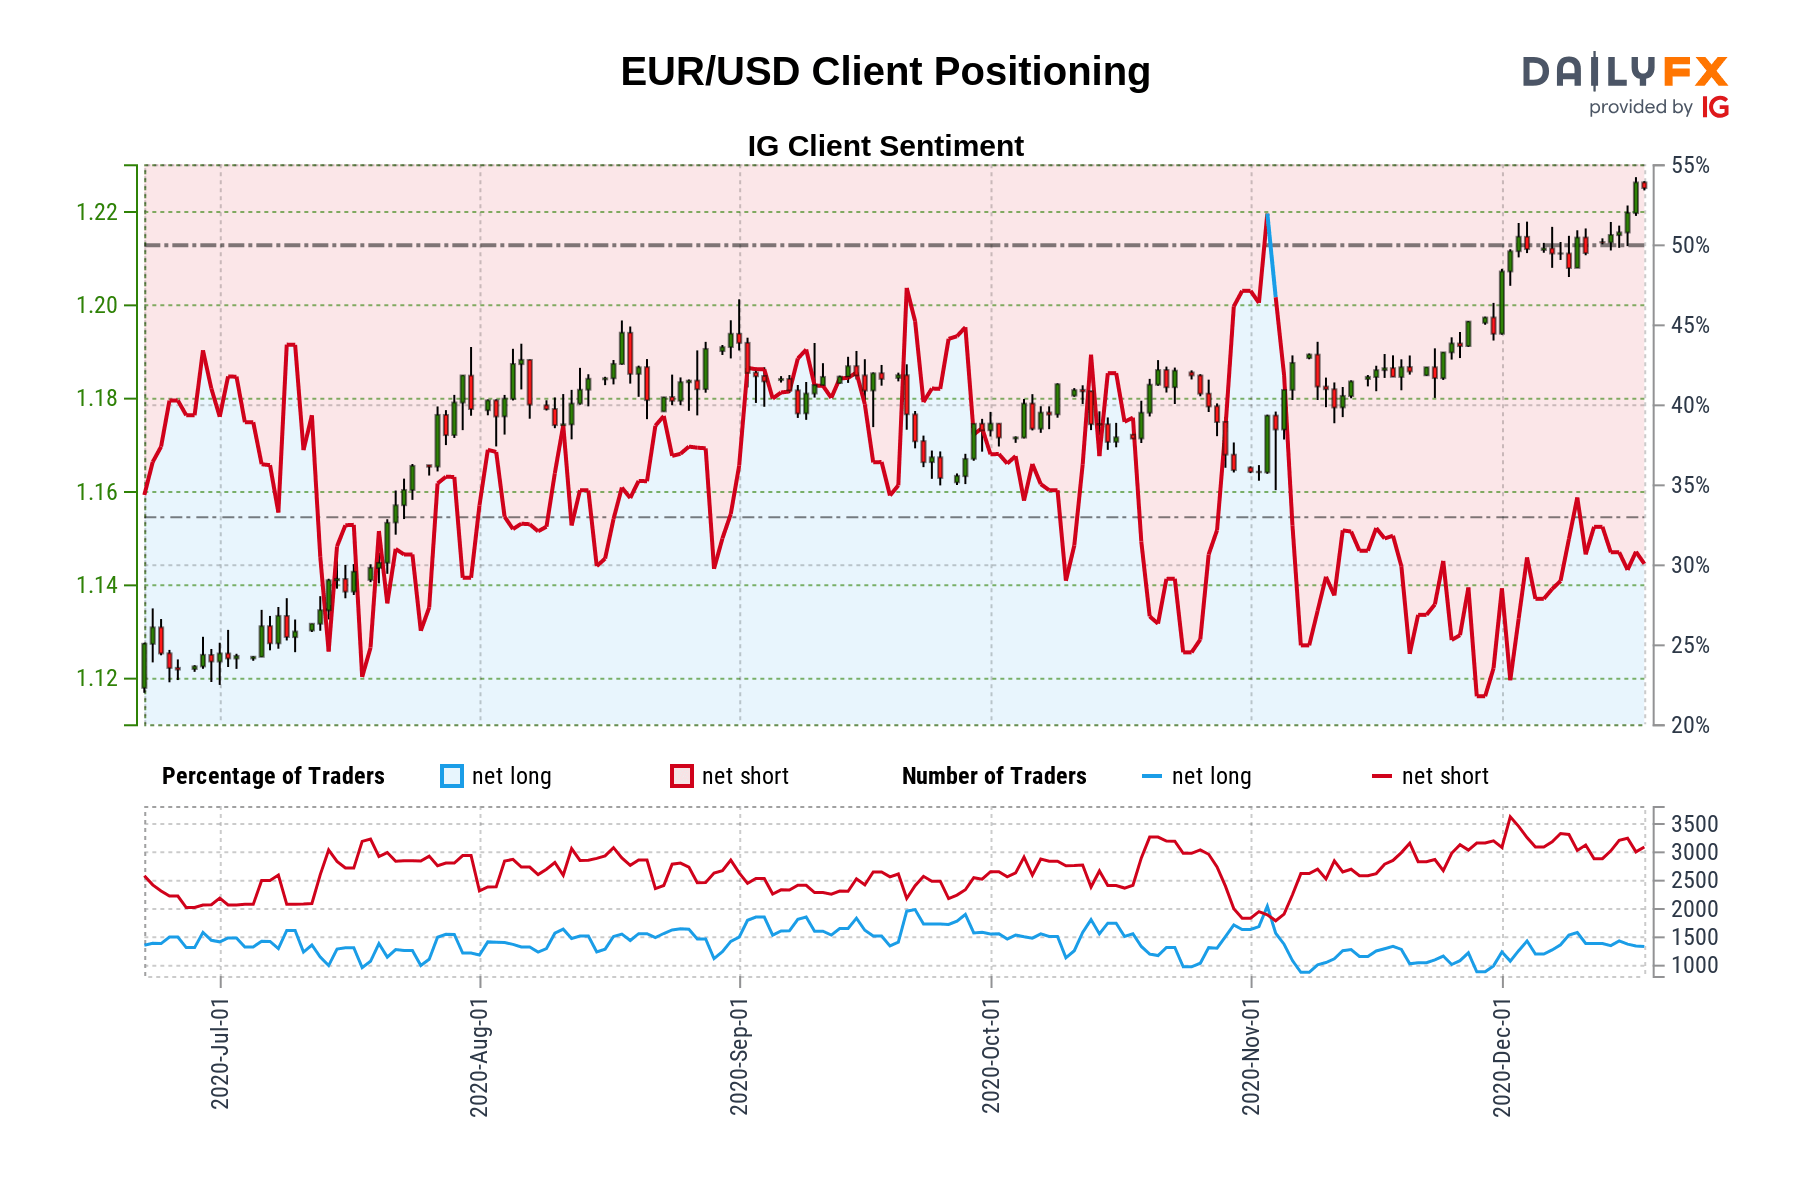 EUR/USD Client Positioning
DAILYFX
provided by IG
IG Client Sentiment
1.22
1.20
1.18
1.16
1.14
1.12
55%
50%
45%
40%
35%
30%
25%
20%
Percentage of Traders net long net short Number of Traders net long net short
3500
3000
2500
2000
1500
1000
2020-Jul-01
2020-Aug-01
2020-Sep-01
2020-Oct-01
2020-Nov-01
2020-Dec-01